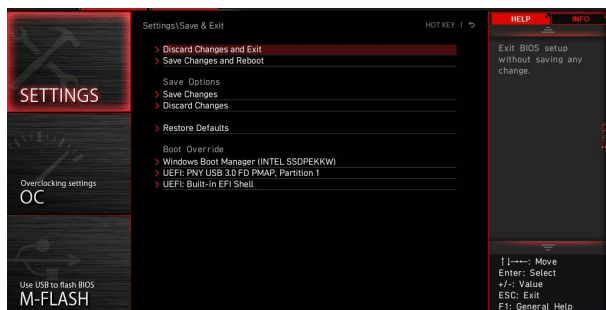 SETTINGS
Overclocking settings
OC
Use USB to flash BIOS
M-FLASH
Settings\Save & Exit
HOT KEY |
Discard Changes and Exit
Save Changes and Reboot
Save Options
Save Changes
Discard Changes
Restore Defaults
Boot Override
Windows Boot Manager (INTEL SSDPEKKW)
UEFI: PNY USB 3.0 FD PMAP, Partition 1
UEFI: Built-in EFI Shell
HELP
INFO
Exit BIOS setup
without saving any
change.
↑↓→←: Move
Enter: Select
+/-: Value
ESC: Exit
F1: General Help